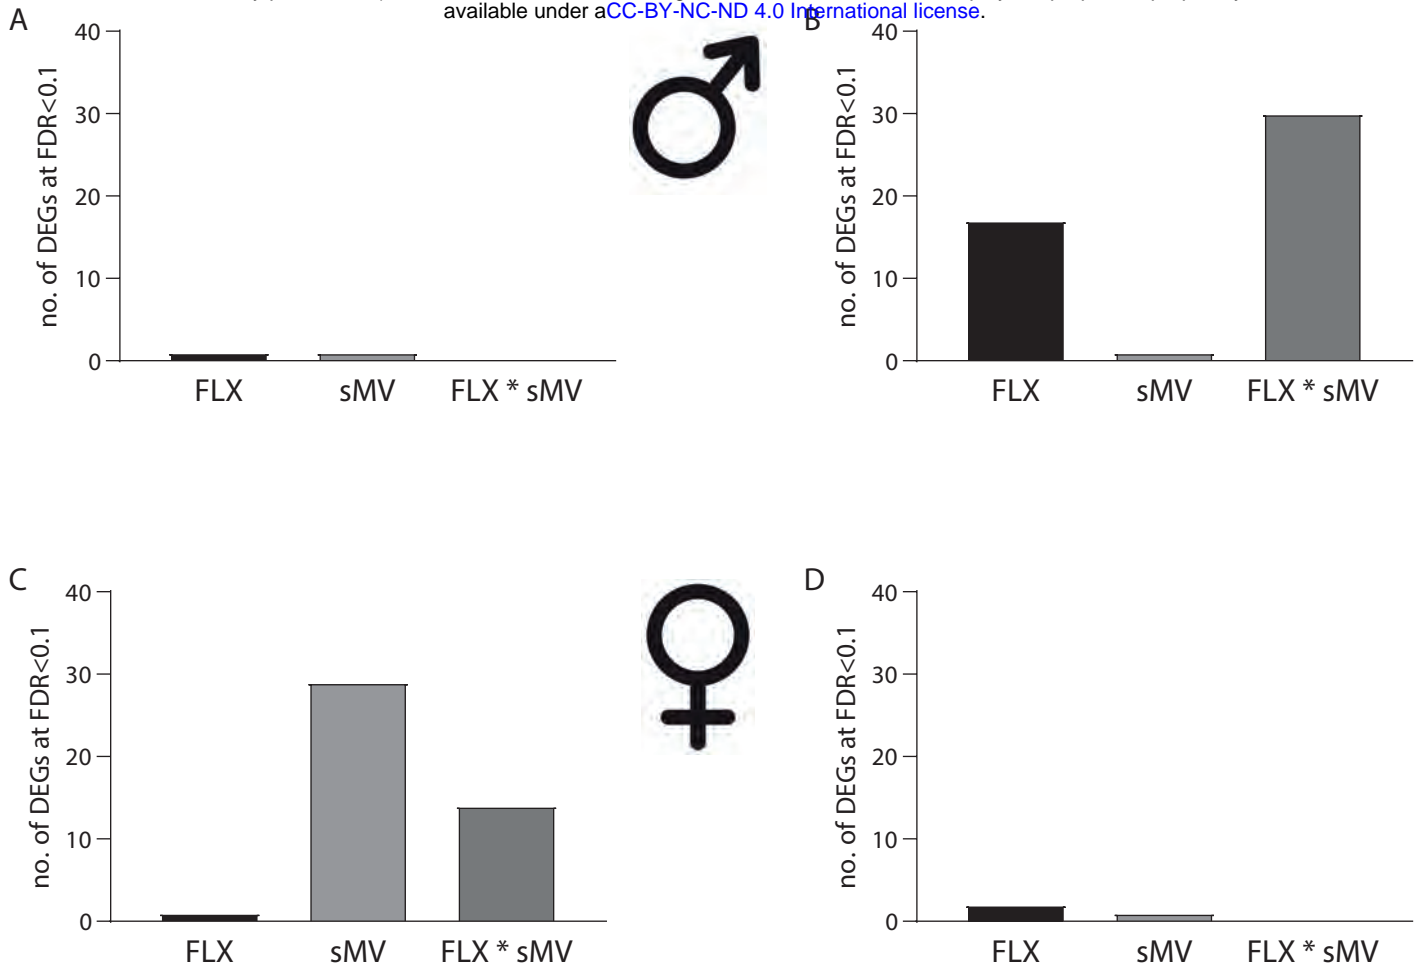 available under aCC-BY-NC-ND 4.0 International license.
A
40
30
20
10
0
no. of DEGs at FDR<0.1
FLX sMV FLX * sMV
B
40
30
20
10
0
no. of DEGs at FDR<0.1
FLX sMV FLX * sMV
C
40
30
20
10
0
no. of DEGs at FDR<0.1
FLX sMV FLX * sMV
D
40
30
20
10
0
no. of DEGs at FDR<0.1
FLX sMV FLX * sMV